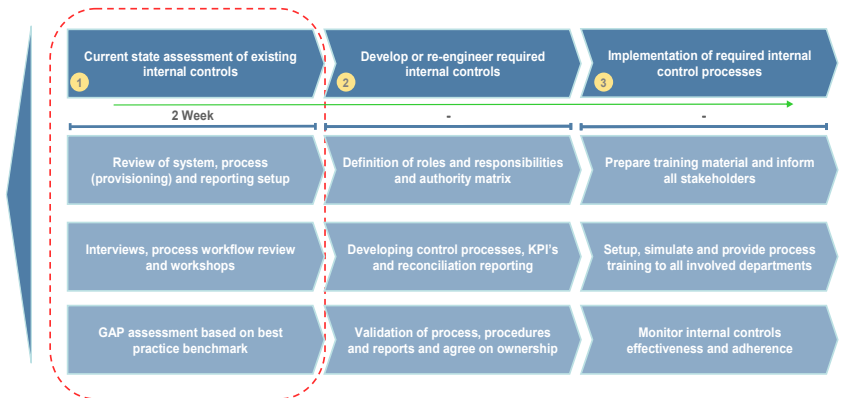 Current state assessment of existing
internal controls
1
Develop or re-engineer required
internal controls
2
Implementation of required internal
control processes
3
2 Week
-
-
Review of system, process
(provisioning) and reporting setup
Definition of roles and responsibilities
and authority matrix
Prepare training material and inform
all stakeholders
Interviews, process workflow review
and workshops
Developing control processes, KPI's
and reconciliation reporting
Setup, simulate and provide process
training to all involved departments
GAP assessment based on best
practice benchmark
Validation of process, procedures
and reports and agree on ownership
Monitor internal controls
effectiveness and adherence